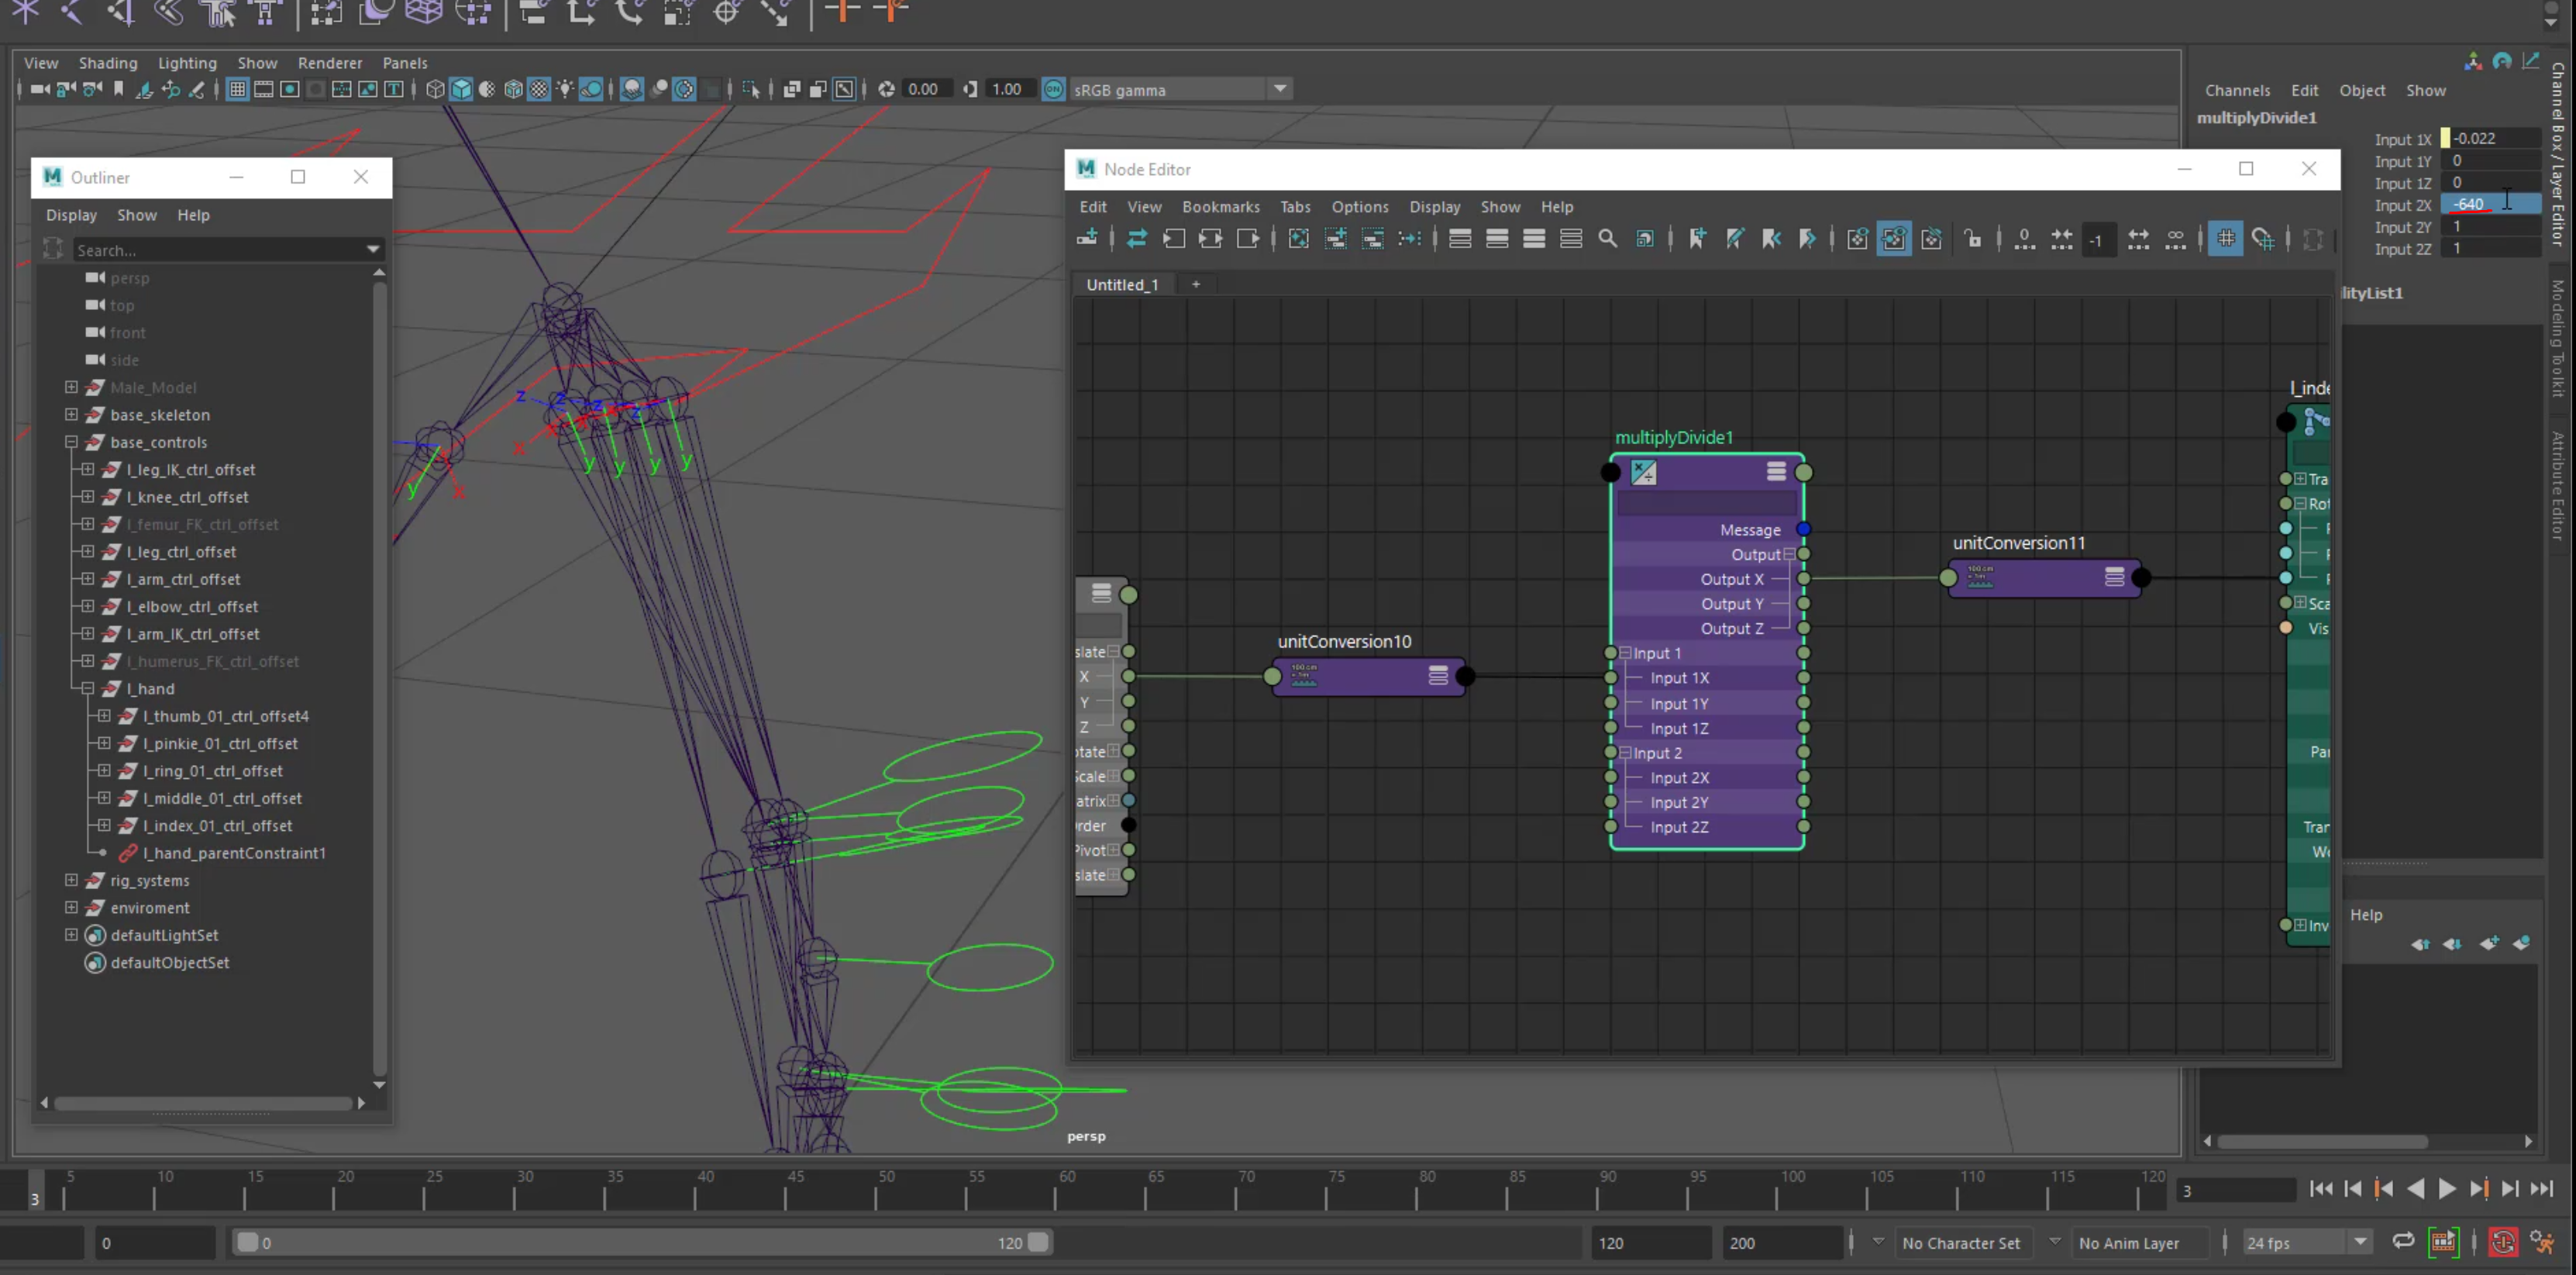 View Shading Lighting Show Renderer Panels
0.00 1.00 ON sRGB gamma
Outliner
Display Show Help
Search...
persp
top
front
side
Male_Model
base_skeleton
base_controls
l_leg_IK_ctrl_offset
l_knee_ctrl_offset
l_femur_FK_ctrl_offset
l_leg_ctrl_offset
l_arm_ctrl_offset
l_elbow_ctrl_offset
l_arm_IK_ctrl_offset
l_humerus_FK_ctrl_offset
l_hand
l_thumb_01_ctrl_offset4
l_pinkie_01_ctrl_offset
l_ring_01_ctrl_offset
l_middle_01_ctrl_offset
l_index_01_ctrl_offset
l_hand_parentConstraint1
rig_systems
enviroment
defaultLightSet
defaultObjectSet
z z z z
x x
y y y y
y x
persp
Node Editor
Edit View Bookmarks Tabs Options Display Show Help
-1
Untitled_1 +
slate
X
Y
Z
otate
Scale
atrix
rder
Pivot
slate
unitConversion10
multiplyDivide1
Message
Output
Output X
Output Y
Output Z
Input 1
Input 1X
Input 1Y
Input 1Z
Input 2
Input 2X
Input 2Y
Input 2Z
unitConversion11
l_inde
Tra
Rot
Sca
Vis
Par
Tran
Wo
Inv
Channels Edit Object Show
multiplyDivide1
Input 1X -0.022
Input 1Y 0
Input 1Z 0
Input 2X -640
Input 2Y 1
Input 2Z 1
ilityList1
Help
Channel Box / Layer Editor
Modeling Toolkit
Attribute Editor
3 5 10 15 20 25 30 35 40 45 50 55 60 65 70 75 80 85 90 95 100 105 110 115 120
3
0 0 120 120 200 No Character Set No Anim Layer 24 fps